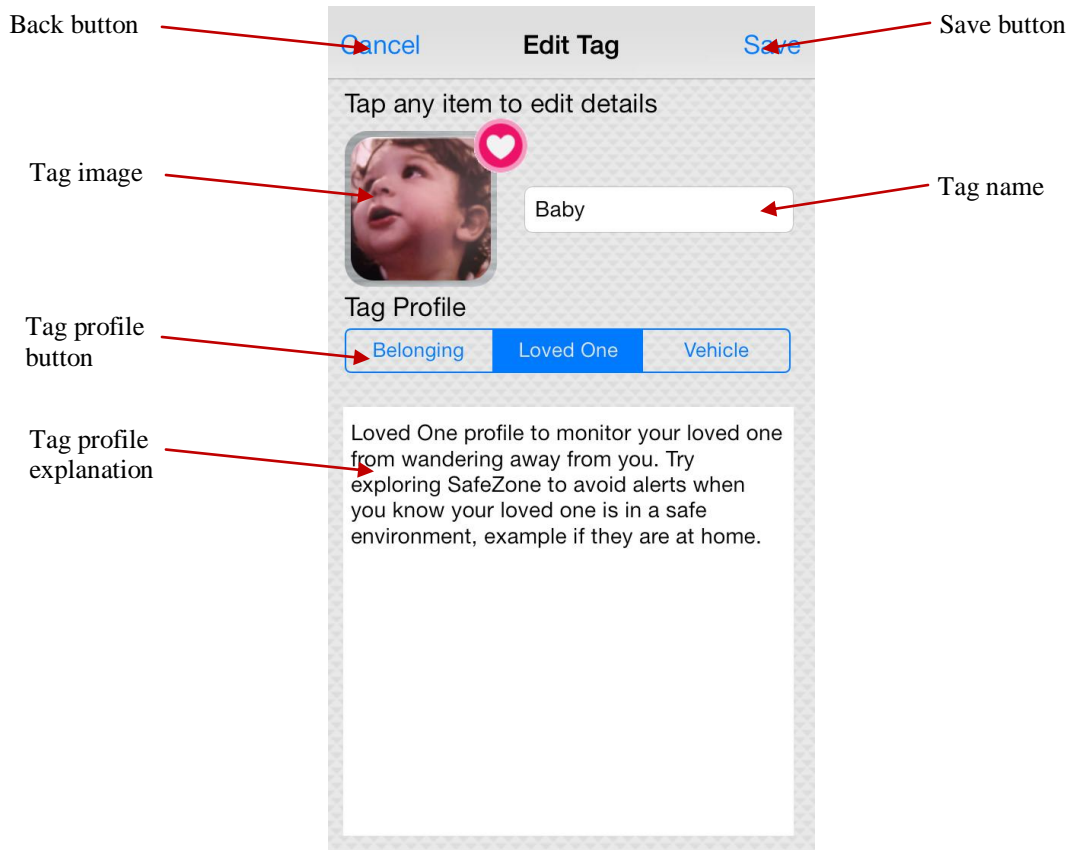 Back button
Save button
Cancel Edit Tag Save
Tap any item to edit details
Tag image
Tag name
Baby
Tag Profile
Tag profile
button
Belonging Loved One Vehicle
Tag profile
explanation
Loved One profile to monitor your loved one
from wandering away from you. Try
exploring SafeZone to avoid alerts when
you know your loved one is in a safe
environment, example if they are at home.